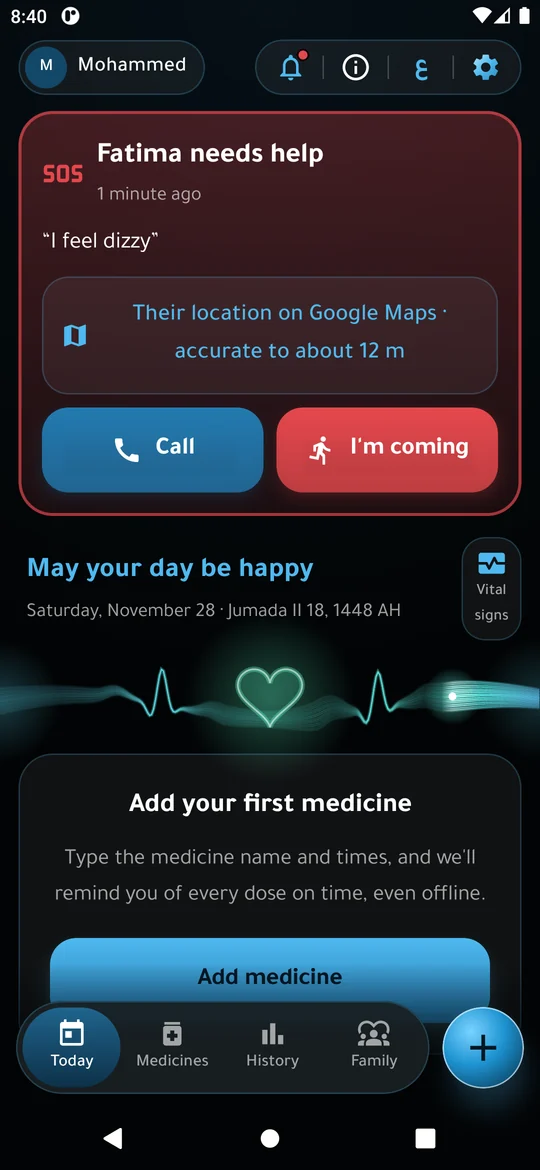 8:40
M
Mohammed
ع
SOS
Fatima needs help
1 minute ago
“I feel dizzy”
Their location on Google Maps ·
accurate to about 12 m
Call
I'm coming
May your day be happy
Saturday, November 28 · Jumada II 18, 1448 AH
Vital
signs
Add your first medicine
Type the medicine name and times, and we'll
remind you of every dose on time, even offline.
Add medicine
Today
Medicines
History
Family